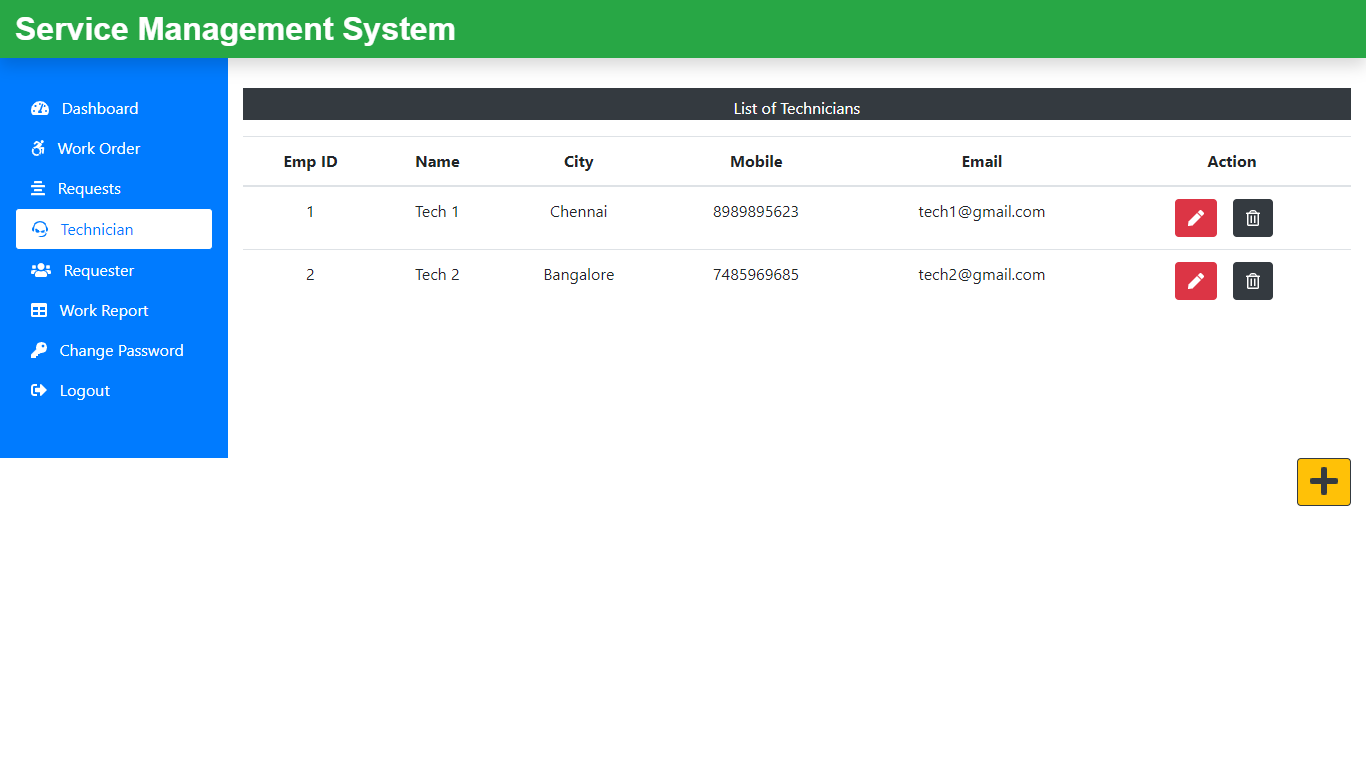 Service Management System
Dashboard
Work Order
Requests
Technician
Requester
Work Report
Change Password
Logout
List of Technicians
Emp ID Name City Mobile Email Action
1 Tech 1 Chennai 8989895623 tech1@gmail.com
2 Tech 2 Bangalore 7485969685 tech2@gmail.com